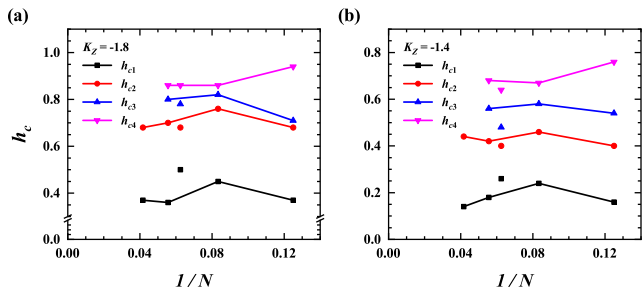 (a)
K_Z = -1.8
h_c1
h_c2
h_c3
h_c4
h_c
1.0
0.8
0.6
0.4
0.0
0.00
0.04
0.08
0.12
1 / N
(b)
K_Z = -1.4
h_c1
h_c2
h_c3
h_c4
0.8
0.6
0.4
0.2
0.0
0.00
0.04
0.08
0.12
1 / N